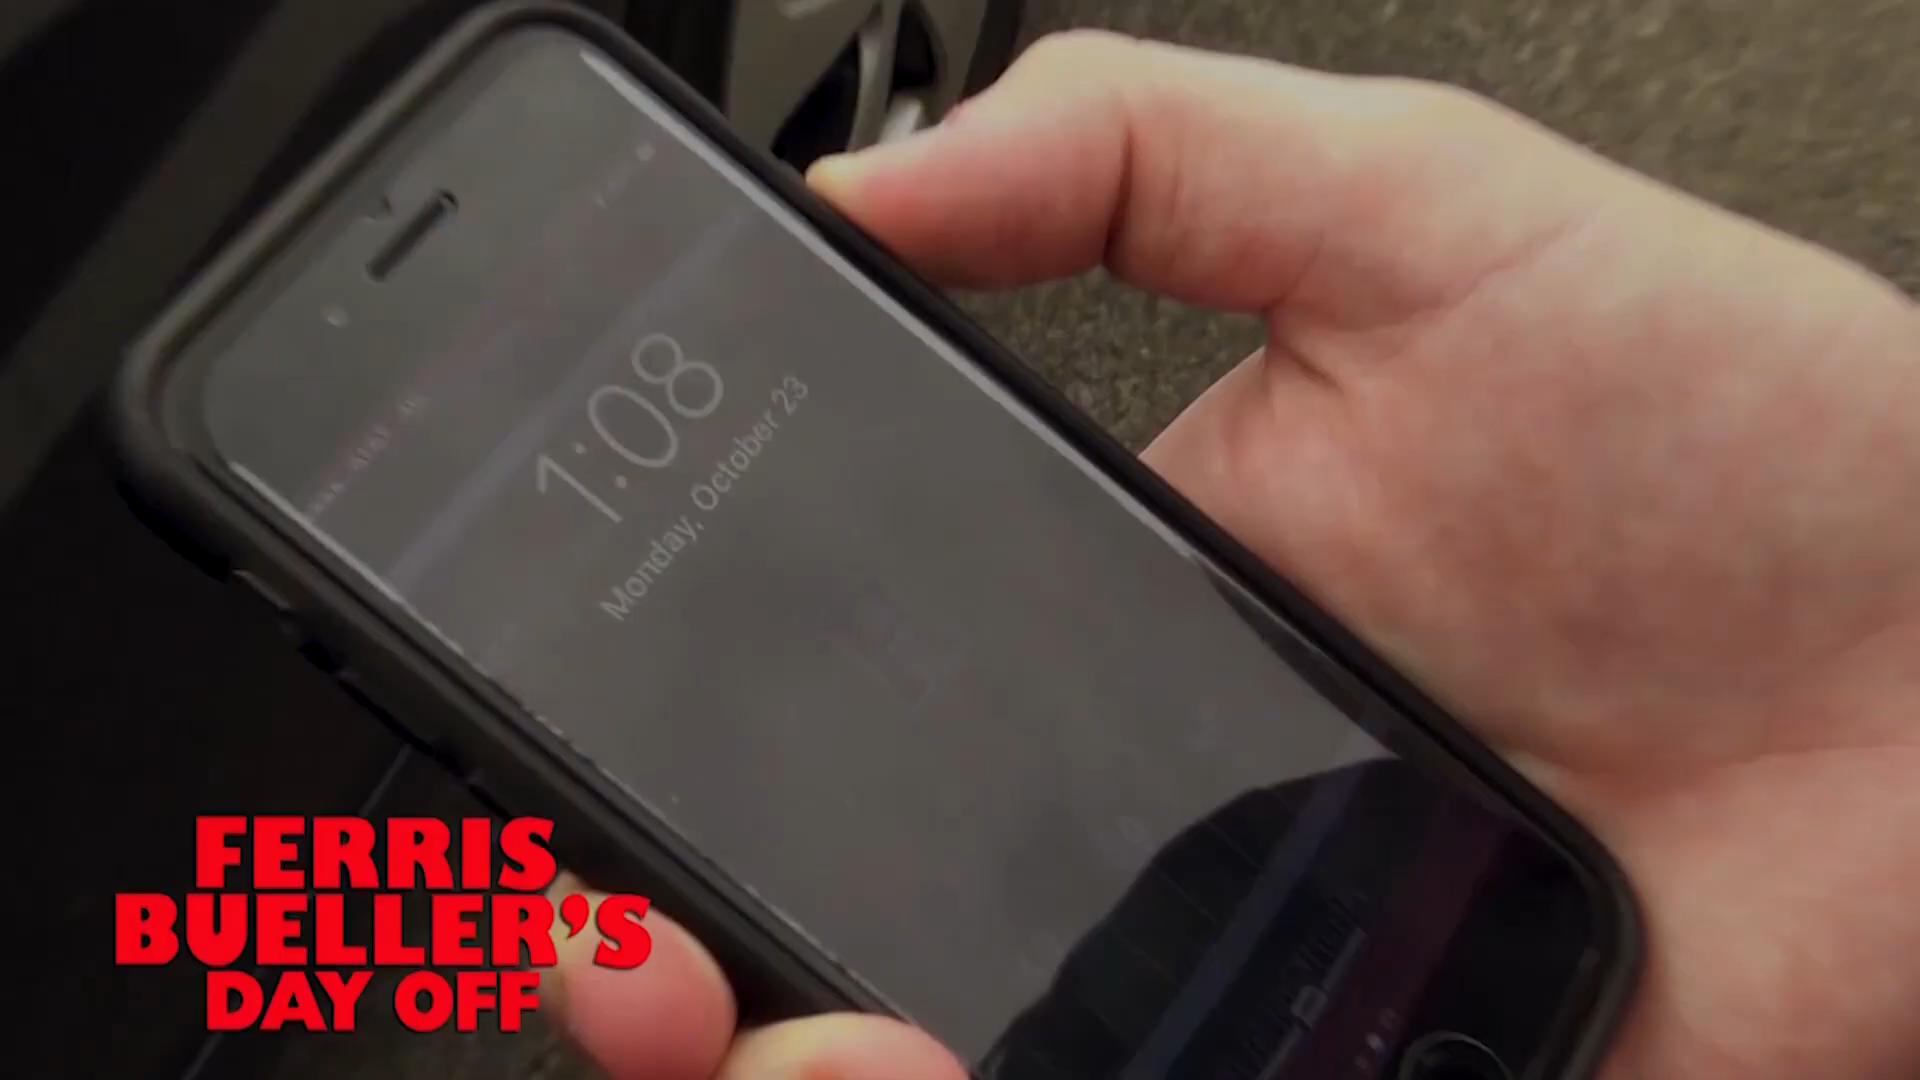 1:08
Monday, October 23
FERRIS
BUELLER'S
DAY OFF